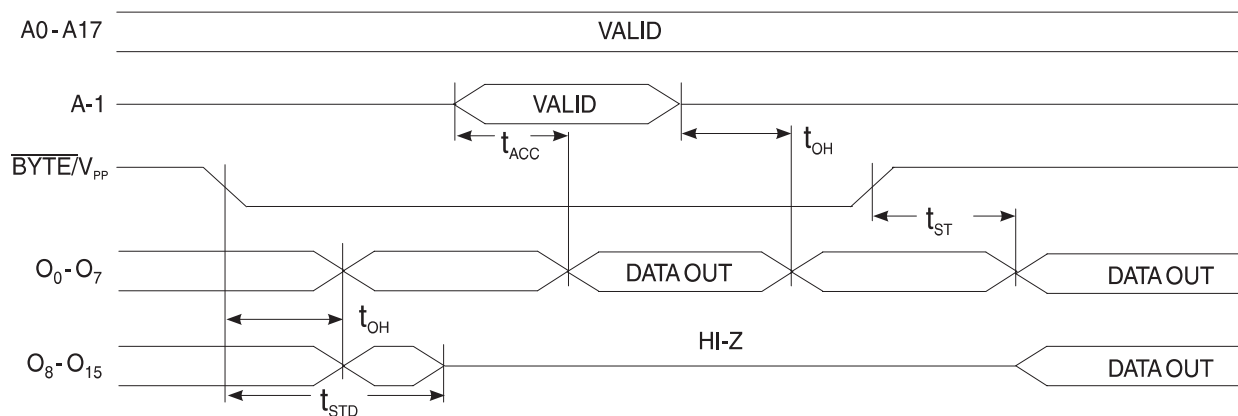 A0-A17 VALID
A-1 VALID
tACC tOH
BYTE/VPP
tST
O0-O7 DATA OUT DATA OUT
tOH
O8-O15 HI-Z DATA OUT
tSTD